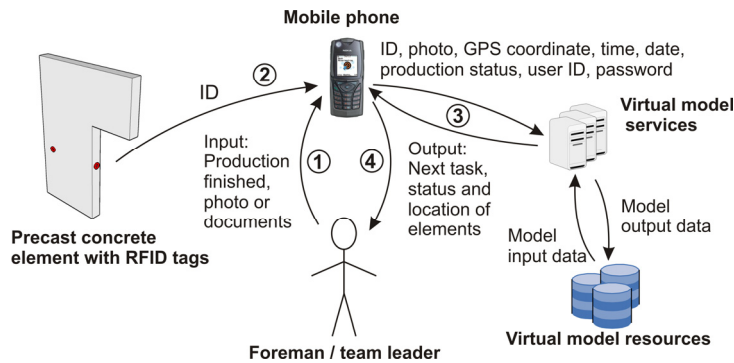 Mobile phone
ID, photo, GPS coordinate, time, date,
production status, user ID, password
2
ID
3
Virtual model
services
Input:
Production
finished,
photo or
documents
1
4
Output:
Next task,
status and
location of
elements
Precast concrete
element with RFID tags
Model
input data
Model
output data
Foreman / team leader
Virtual model resources